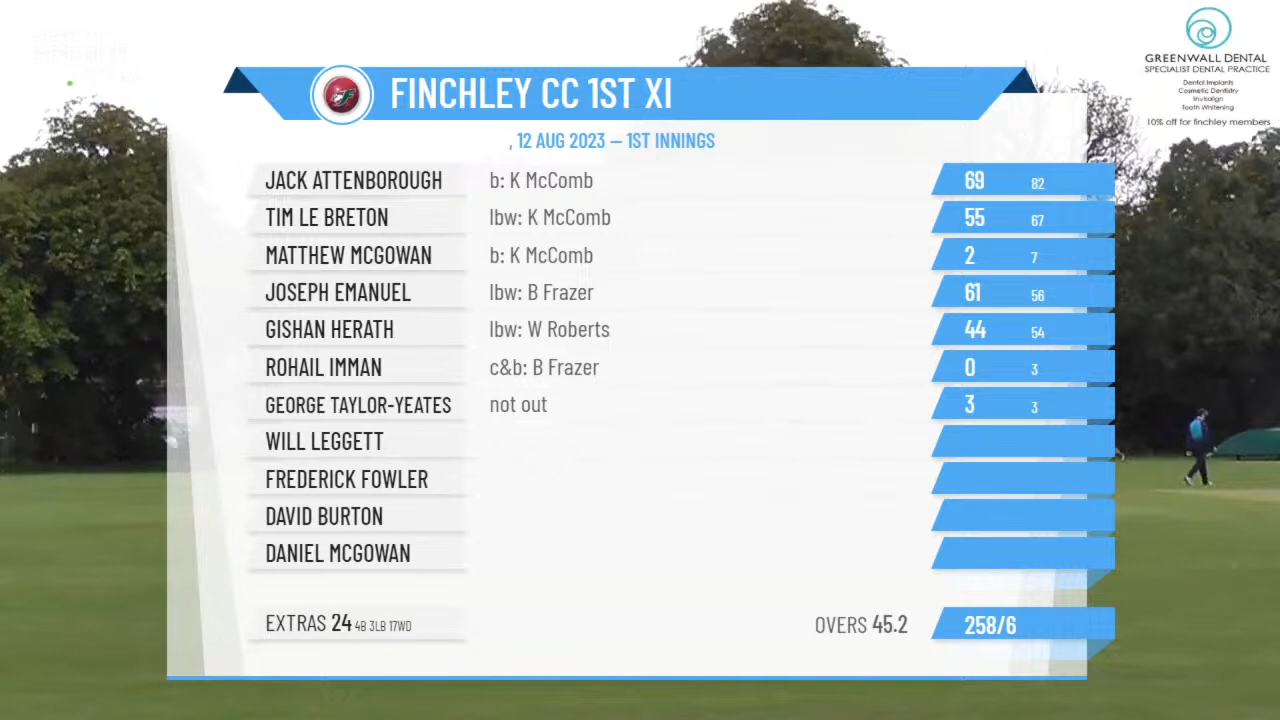 GREENWALL DENTAL
SPECIALIST DENTAL PRACTICE
Dental Implants
Cosmetic Dentistry
Invisalign
Tooth Whitening
10% off for finchley members
FINCHLEY CC 1ST XI
, 12 AUG 2023 – 1ST INNINGS
JACK ATTENBOROUGH b: K McComb 69 82
TIM LE BRETON lbw: K McComb 55 67
MATTHEW MCGOWAN b: K McComb 2 7
JOSEPH EMANUEL lbw: B Frazer 61 56
GISHAN HERATH lbw: W Roberts 44 54
ROHAIL IMMAN c&b: B Frazer 0 3
GEORGE TAYLOR-YEATES not out 3 3
WILL LEGGETT
FREDERICK FOWLER
DAVID BURTON
DANIEL MCGOWAN
EXTRAS 24 4B 3LB 17WD OVERS 45.2 258/6